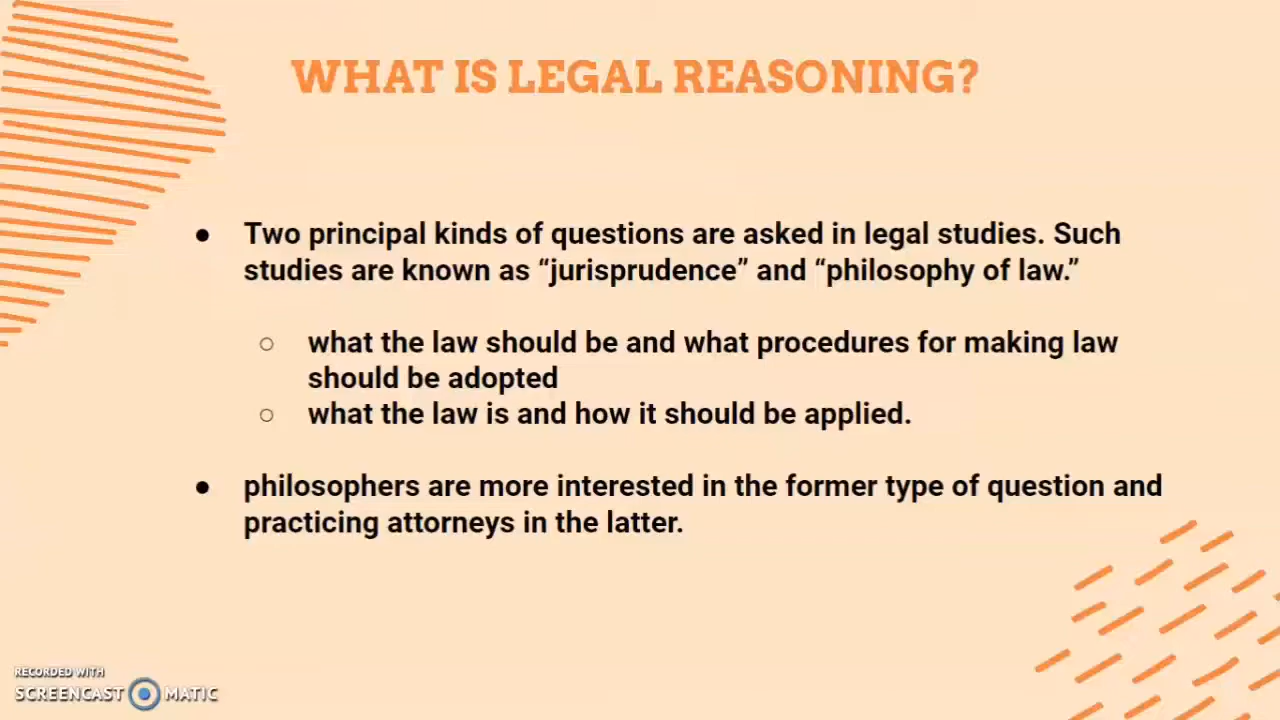 WHAT IS LEGAL REASONING?
● Two principal kinds of questions are asked in legal studies. Such
studies are known as “jurisprudence” and “philosophy of law.”
○ what the law should be and what procedures for making law
should be adopted
○ what the law is and how it should be applied.
● philosophers are more interested in the former type of question and
practicing attorneys in the latter.
RECORDED WITH
SCREENCAST MATIC